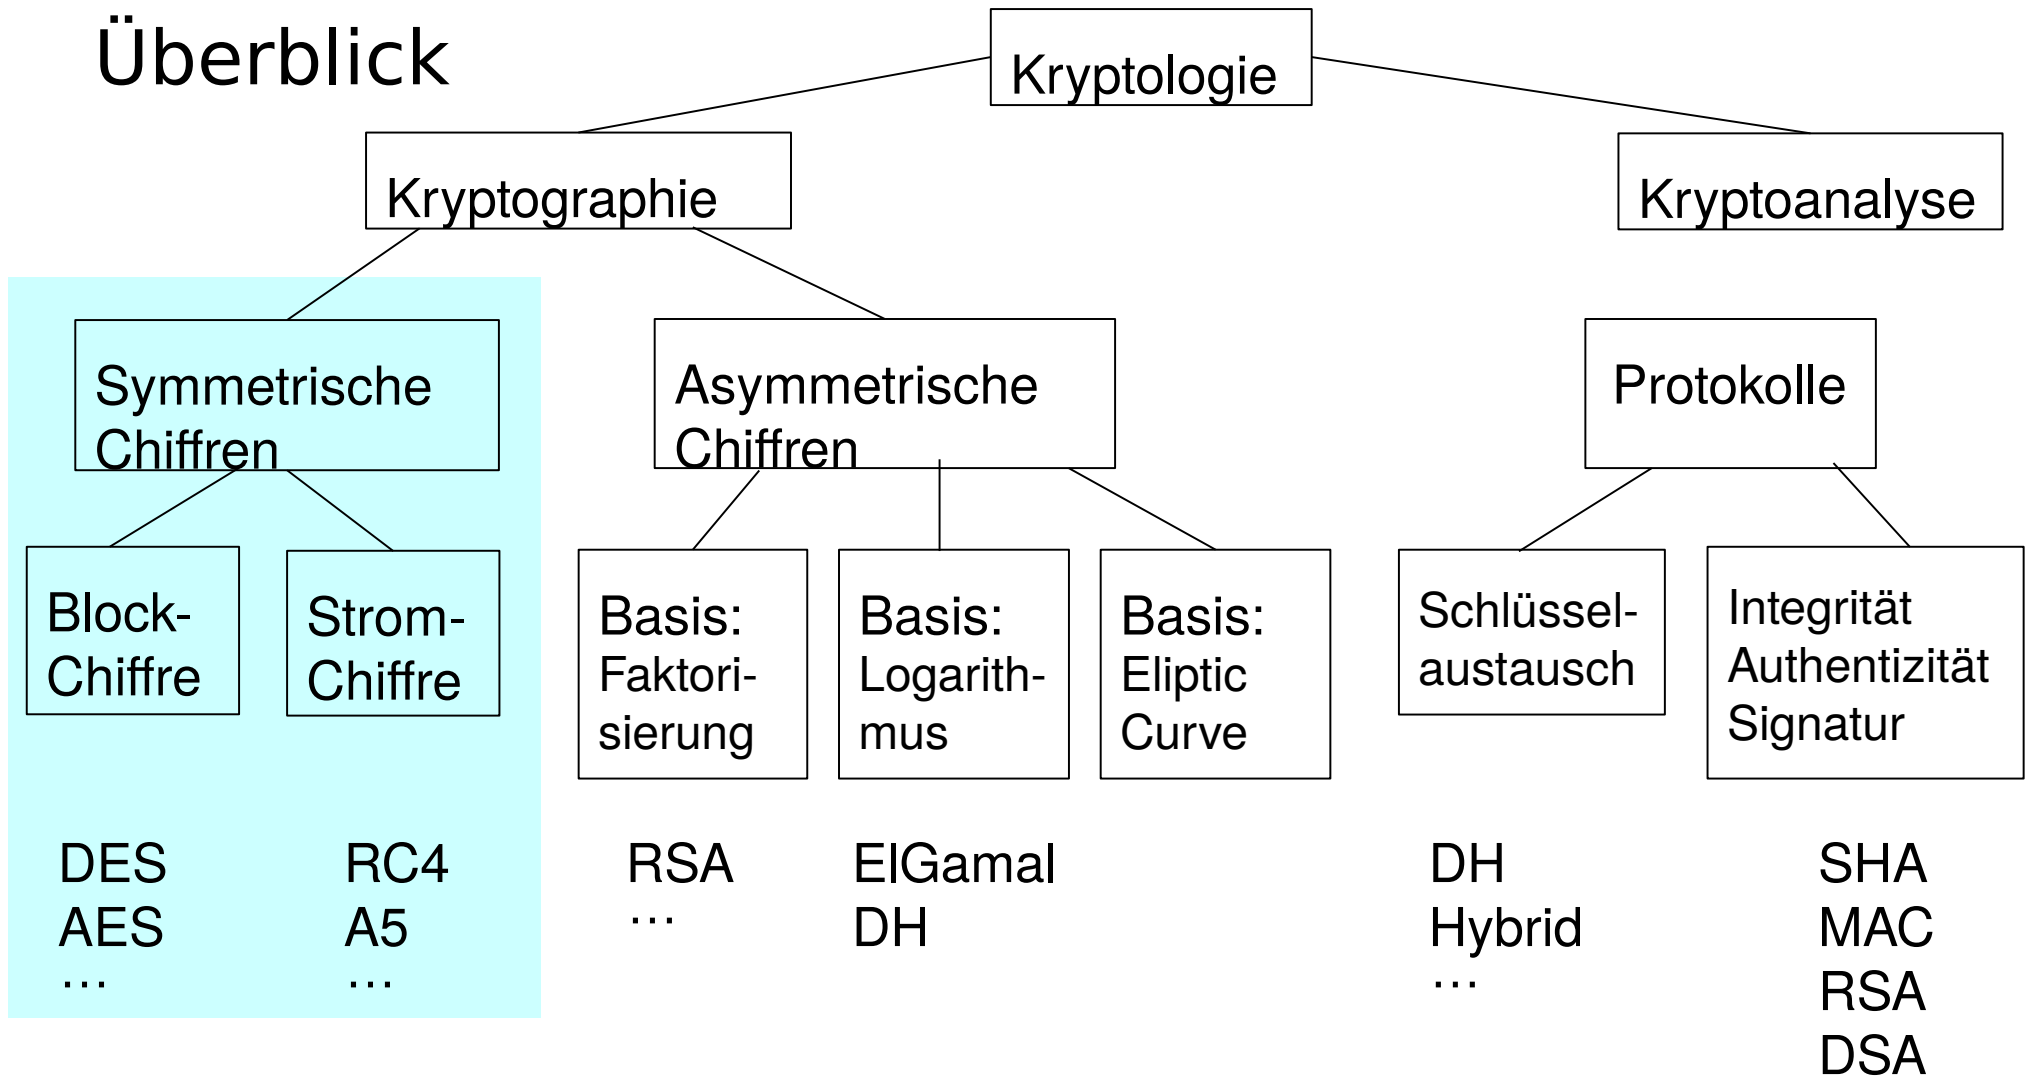 Überblick
Kryptologie
Kryptographie
Kryptoanalyse
Symmetrische
Chiffren
Asymmetrische
Chiffren
Protokolle
Block-
Chiffre
Strom-
Chiffre
Basis:
Faktori-
sierung
Basis:
Logarith-
mus
Basis:
Eliptic
Curve
Schlüssel-
austausch
Integrität
Authentizität
Signatur
DES
AES
…
RC4
A5
…
RSA
…
ElGamal
DH
DH
Hybrid
…
SHA
MAC
RSA
DSA